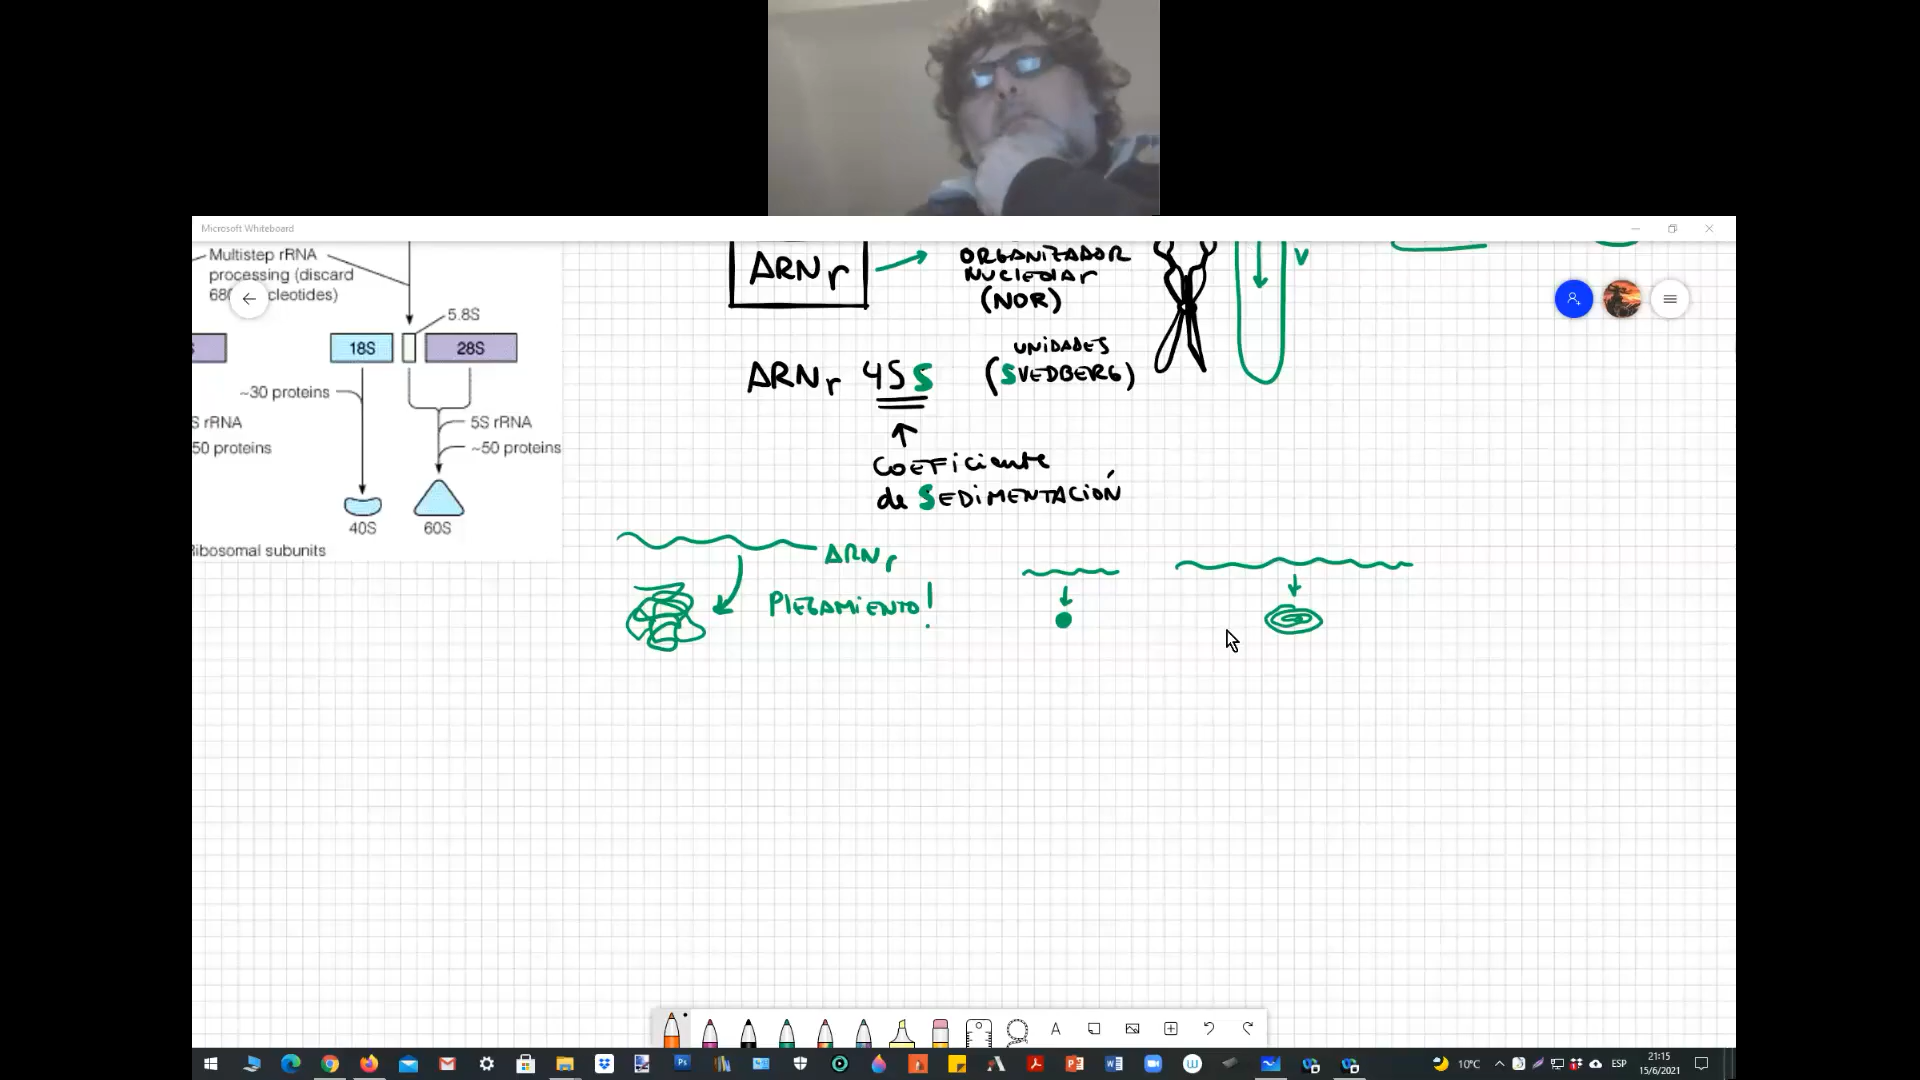 Microsoft Whiteboard
Multistep rRNA
processing (discard
nucleotides)
5.8S
18S
28S
~30 proteins
S rRNA
5S rRNA
50 proteins
~50 proteins
40S
60S
ibosomal subunits
ARNr
ORGANIZADOR
NUCLEOLAr
(NOR)
V
ARNr 45S
UNIDADES
(SVEDBERG)
COEFiciente
de SEDIMENTACIÓN
ARNr
PLEGAMIENTO!
A
10°C
ESP
21:15
15/6/2021